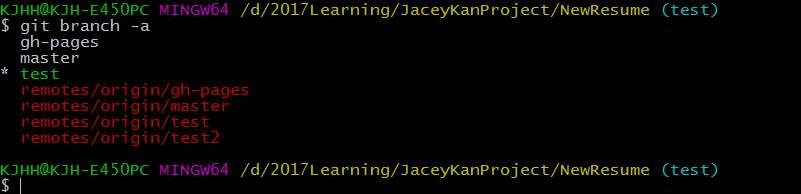 KJHH@KJH-E450PC MINGW64 /d/2017Learning/JaceyKanProject/NewResume (test)
$ git branch -a
  gh-pages
  master
* test
  remotes/origin/gh-pages
  remotes/origin/master
  remotes/origin/test
  remotes/origin/test2
KJHH@KJH-E450PC MINGW64 /d/2017Learning/JaceyKanProject/NewResume (test)
$